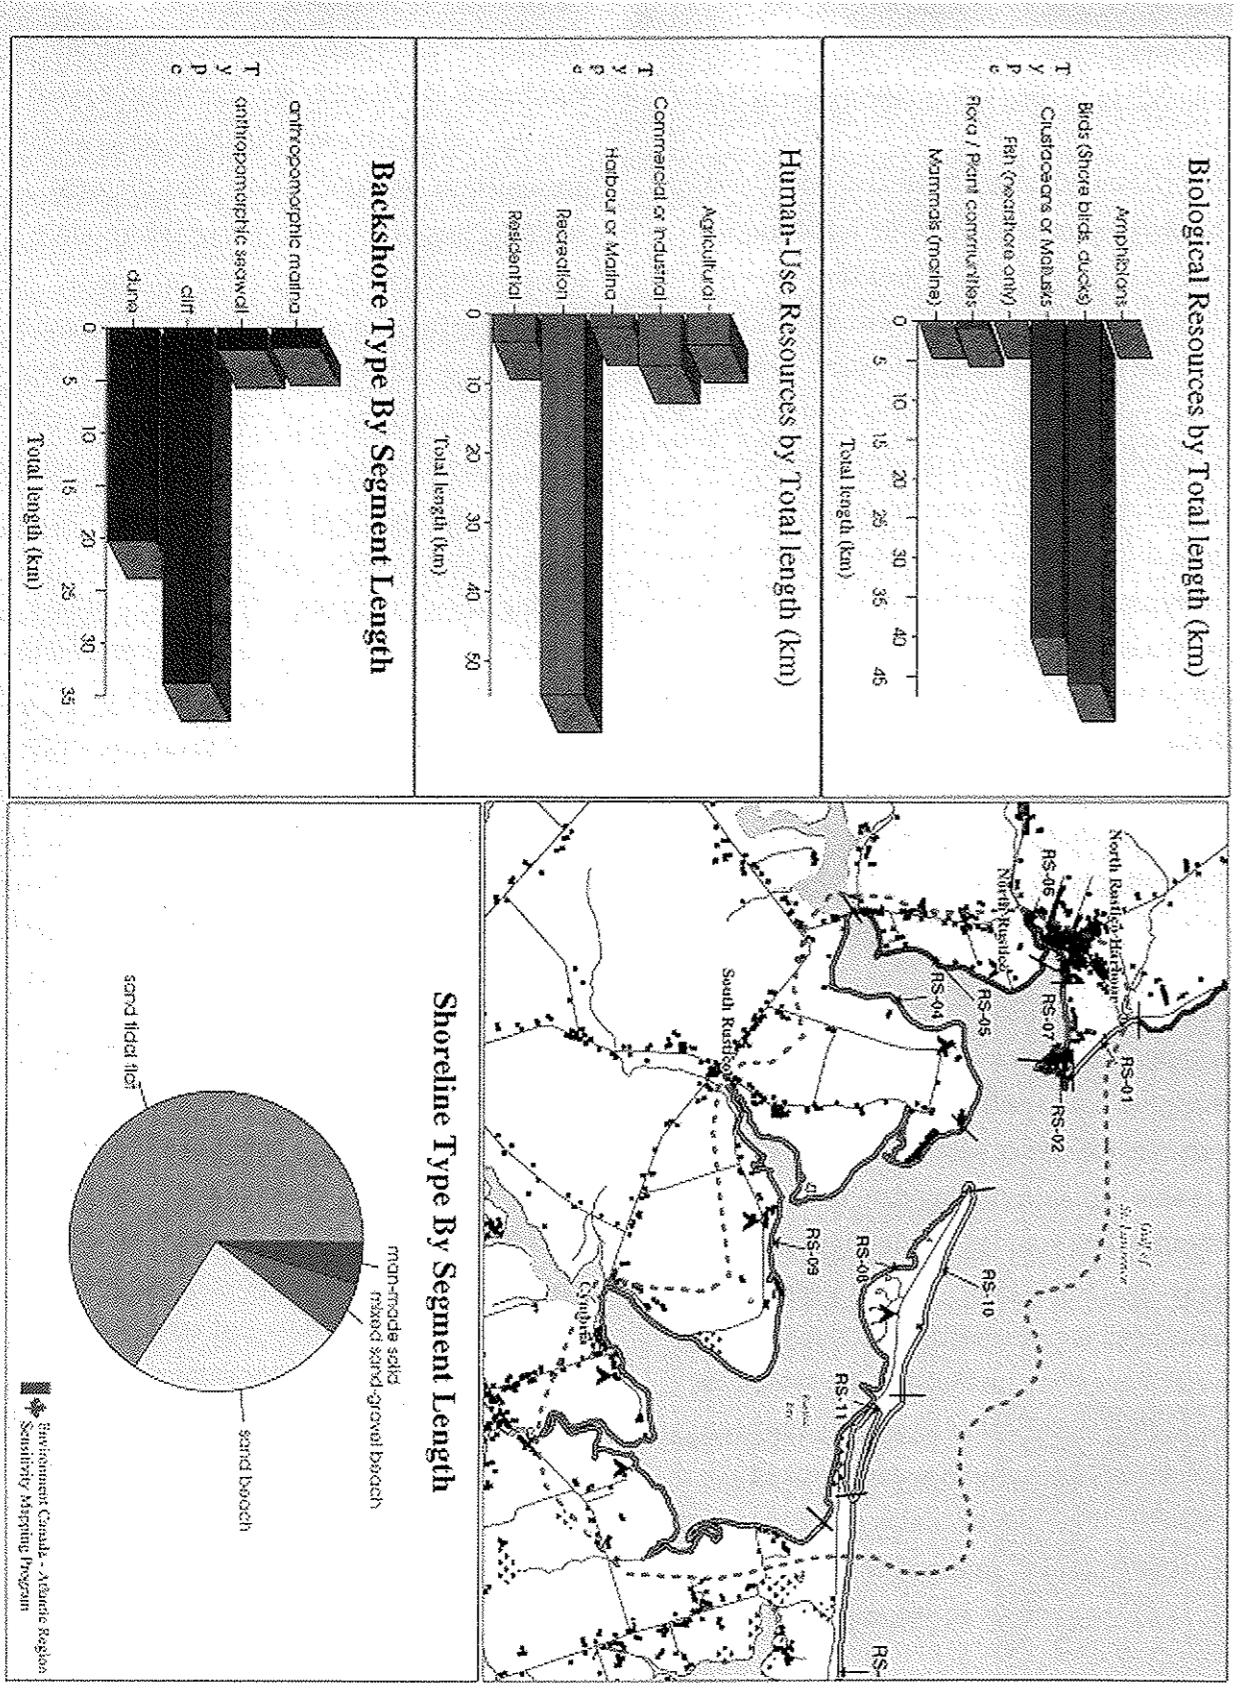 Biological Resources by Total length (km)
Type
Amphibians
Birds (Shore birds, ducks)
Crustaceans or Mollusks
Fish (nearshore only)
Flora / Plant communities
Mammals (marine)
0 5 10 15 20 25 30 35 40 45
Total length (km)
Human-Use Resources by Total length (km)
Type
Agricultural
Commercial or Industrial
Harbour or Marina
Recreation
Residential
0 10 20 30 40 50
Total length (km)
Backshore Type By Segment Length
Type
anthropomorphic marina
anthropomorphic seawall
cliff
dune
0 5 10 15 20 25 30 35
Total length (km)
North Rustico Harbour
RS-01
RS-06
RS-07
RS-02
North Rustico
Gulf of
St. Lawrence
RS-05
RS-04
RS-10
RS-08
RS-09
RS-11
RS-
South Rustico
Cymbria
Bay
Shoreline Type By Segment Length
man-made solid
mixed sand-gravel beach
sand tidal flat
sand beach
Environment Canada - Atlantic Region
Sensitivity Mapping Program